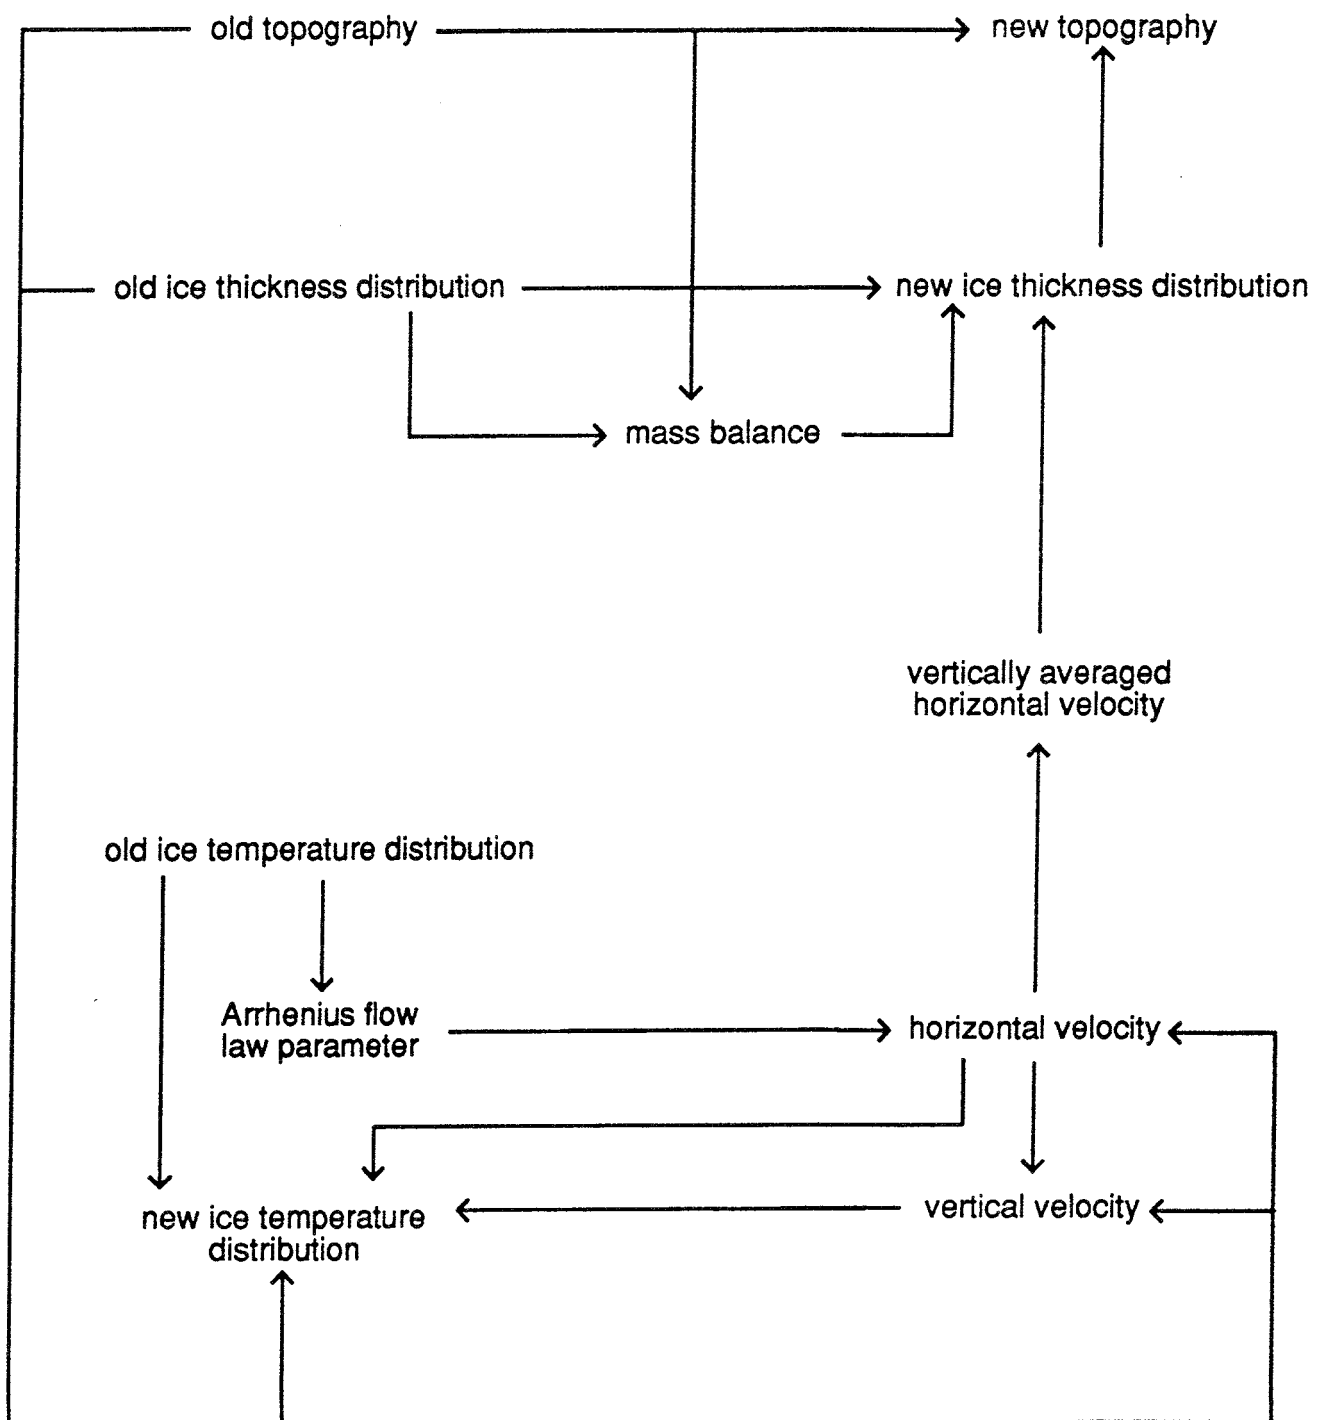 old topography
new topography
old ice thickness distribution
new ice thickness distribution
mass balance
vertically averaged
horizontal velocity
old ice temperature distribution
Arrhenius flow
law parameter
horizontal velocity
vertical velocity
new ice temperature
distribution